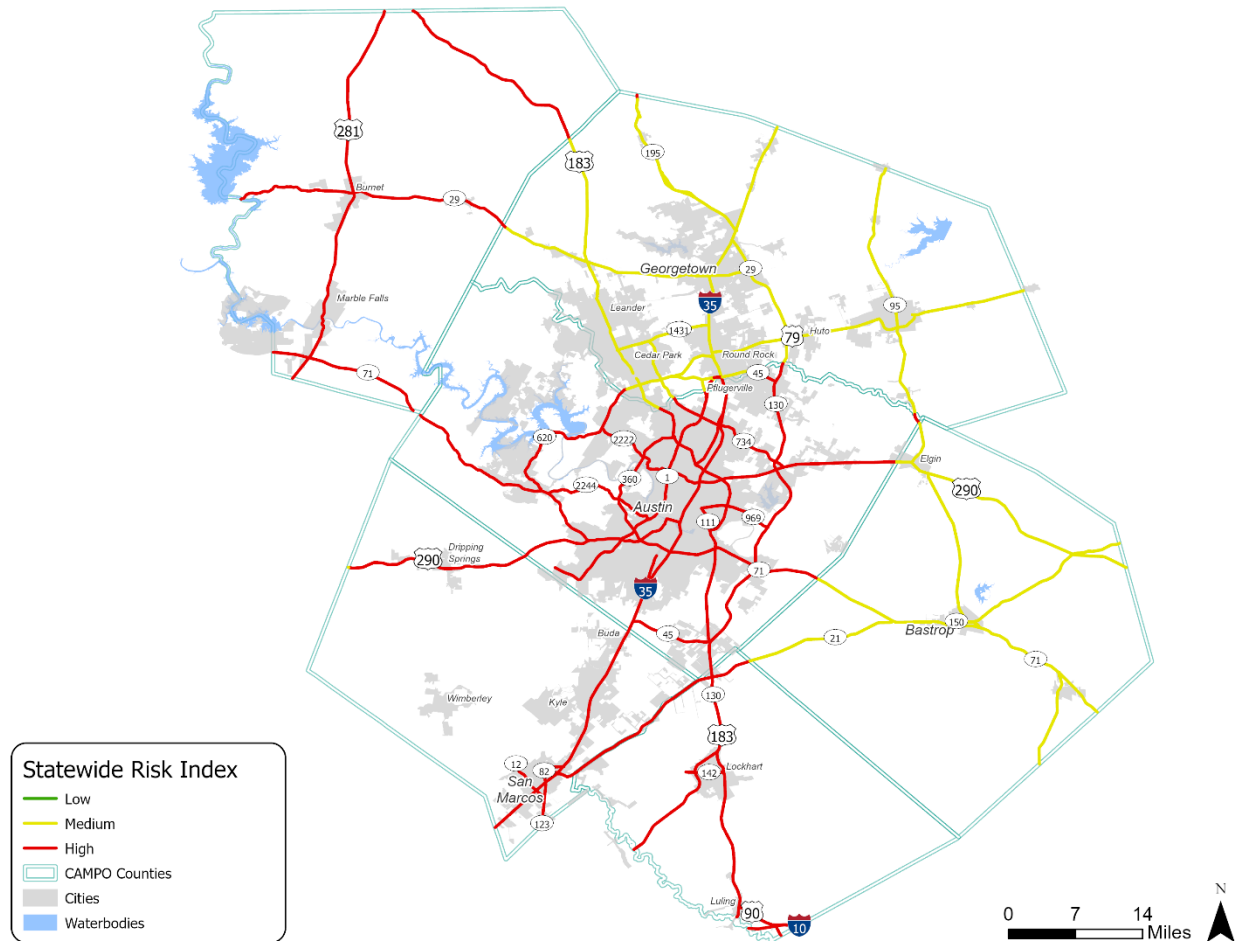 281
183
195
Burnet
29
Georgetown
29
35
Leander
95
Marble Falls
1431
79
Huto
Cedar Park
Round Rock
71
45
Pflugerville
130
620
2222
734
Elgin
360
1
2244
290
Austin
111
969
Dripping
Springs
290
71
35
150
Bastrop
Buda
45
21
71
Wimberley
Kyle
130
183
12
82
142
Lockhart
San
Marcos
123
Luling
90
10
Statewide Risk Index
Low
Medium
High
CAMPO Counties
Cities
Waterbodies
N
0 7 14
Miles